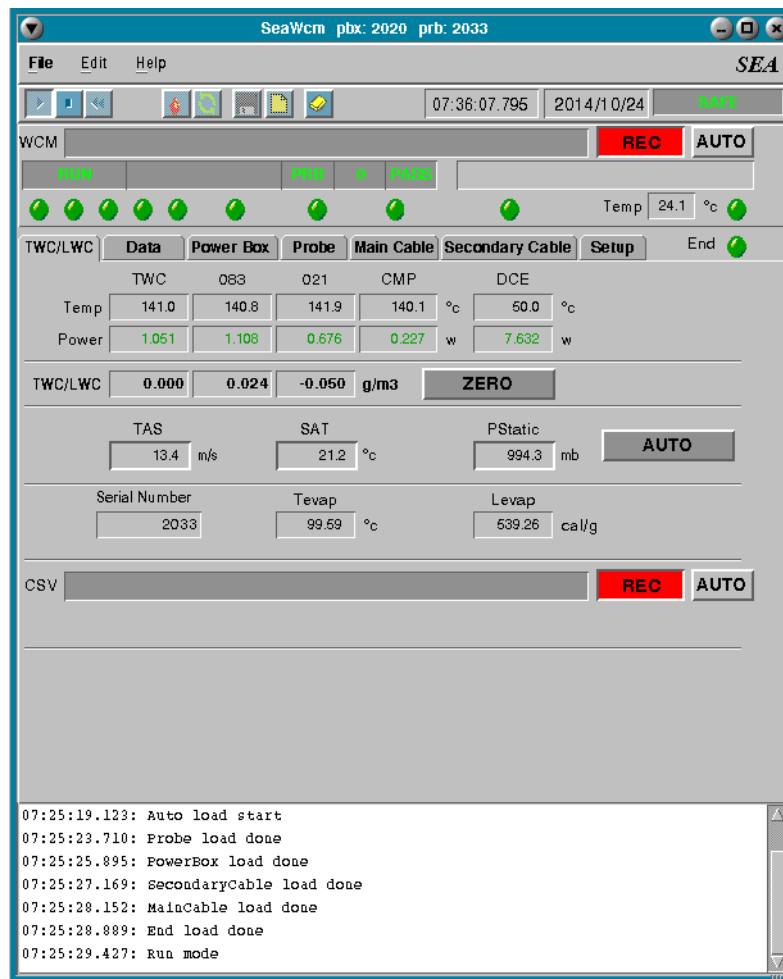 SeaWcm pbx: 2020 prb: 2033
File Edit Help SEA
07:36:07.795 2014/10/24 SAFE
WCM REC AUTO
RUN PRB 0 PASS
Temp 24.1 °c
TWC/LWC Data Power Box Probe Main Cable Secondary Cable Setup End
TWC 083 021 CMP DCE
Temp 141.0 140.8 141.9 140.1 °c 50.0 °c
Power 1.051 1.108 0.676 0.227 w 7.632 w
TWC/LWC 0.000 0.024 -0.050 g/m3 ZERO
TAS SAT PStatic
13.4 m/s 21.2 °c 994.3 mb AUTO
Serial Number Tevap Levap
2033 99.59 °c 539.26 cal/g
CSV REC AUTO
07:25:19.123: Auto load start
07:25:23.710: Probe load done
07:25:25.895: PowerBox load done
07:25:27.169: SecondaryCable load done
07:25:28.152: MainCable load done
07:25:28.889: End load done
07:25:29.427: Run mode